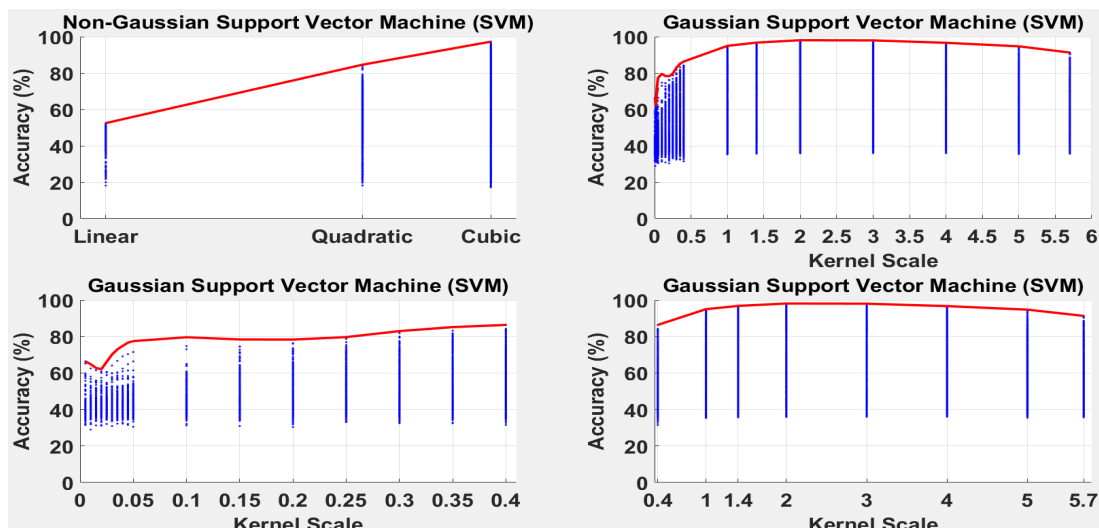 Non-Gaussian Support Vector Machine (SVM)
Accuracy (%)
100
80
60
40
20
0
Linear Quadratic Cubic
Gaussian Support Vector Machine (SVM)
Accuracy (%)
100
80
60
40
20
0
0 0.5 1 1.5 2 2.5 3 3.5 4 4.5 5 5.5 6
Kernel Scale
Gaussian Support Vector Machine (SVM)
Accuracy (%)
100
80
60
40
20
0
0 0.05 0.1 0.15 0.2 0.25 0.3 0.35 0.4
Kernel Scale
Gaussian Support Vector Machine (SVM)
Accuracy (%)
100
80
60
40
20
0
0.4 1 1.4 2 3 4 5 5.7
Kernel Scale